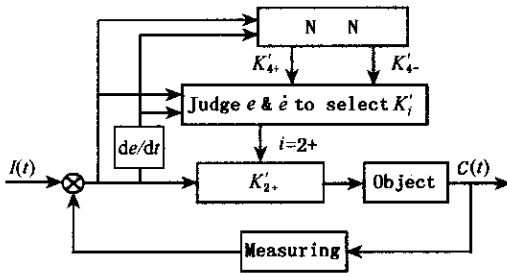 N N
K'₄₊ K'₄₋
Judge e & ė to select K'ᵢ
de/dt
i=2+
I(t)
K'₂₊
Object
C(t)
Measuring